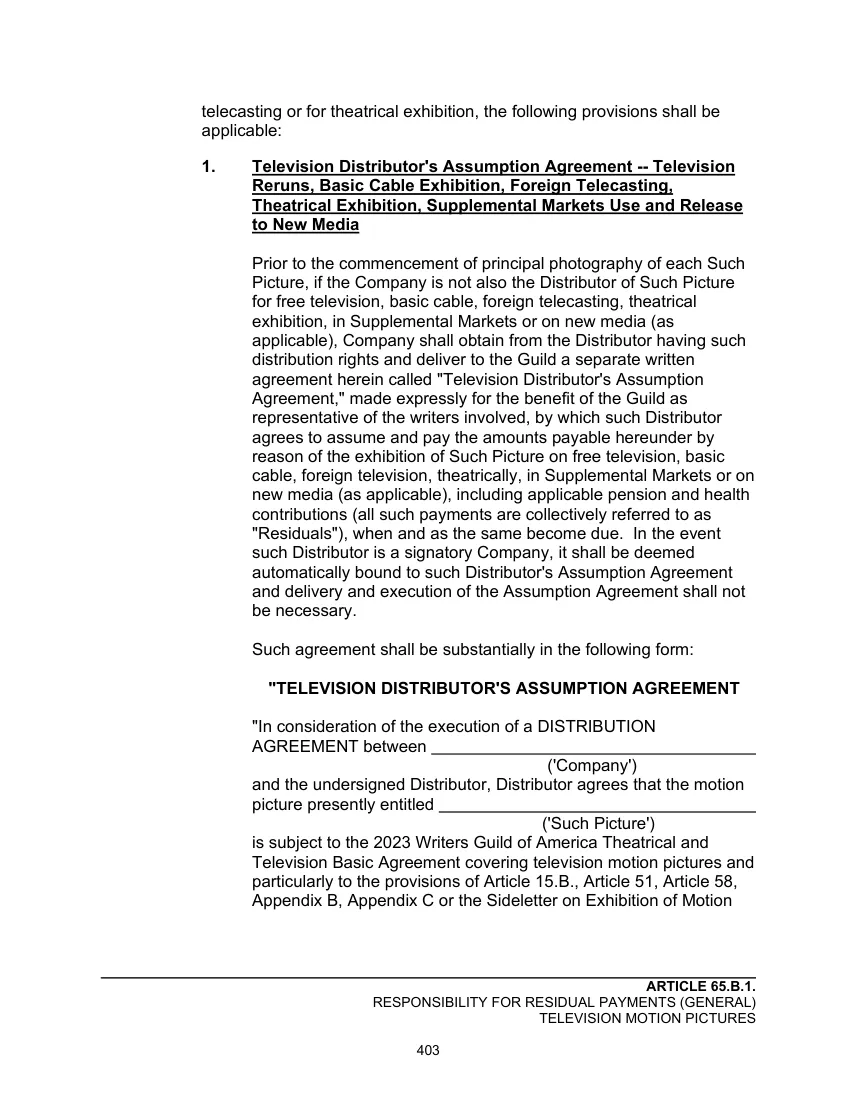 telecasting or for theatrical exhibition, the following provisions shall be
applicable:
1. Television Distributor's Assumption Agreement -- Television
Reruns, Basic Cable Exhibition, Foreign Telecasting,
Theatrical Exhibition, Supplemental Markets Use and Release
to New Media
Prior to the commencement of principal photography of each Such
Picture, if the Company is not also the Distributor of Such Picture
for free television, basic cable, foreign telecasting, theatrical
exhibition, in Supplemental Markets or on new media (as
applicable), Company shall obtain from the Distributor having such
distribution rights and deliver to the Guild a separate written
agreement herein called "Television Distributor's Assumption
Agreement," made expressly for the benefit of the Guild as
representative of the writers involved, by which such Distributor
agrees to assume and pay the amounts payable hereunder by
reason of the exhibition of Such Picture on free television, basic
cable, foreign television, theatrically, in Supplemental Markets or on
new media (as applicable), including applicable pension and health
contributions (all such payments are collectively referred to as
"Residuals"), when and as the same become due.  In the event
such Distributor is a signatory Company, it shall be deemed
automatically bound to such Distributor's Assumption Agreement
and delivery and execution of the Assumption Agreement shall not
be necessary.
Such agreement shall be substantially in the following form:
"TELEVISION DISTRIBUTOR'S ASSUMPTION AGREEMENT
"In consideration of the execution of a DISTRIBUTION
AGREEMENT between ____________________
('Company')
and the undersigned Distributor, Distributor agrees that the motion
picture presently entitled ____________________
('Such Picture')
is subject to the 2023 Writers Guild of America Theatrical and
Television Basic Agreement covering television motion pictures and
particularly to the provisions of Article 15.B., Article 51, Article 58,
Appendix B, Appendix C or the Sideletter on Exhibition of Motion
ARTICLE 65.B.1.
RESPONSIBILITY FOR RESIDUAL PAYMENTS (GENERAL)
TELEVISION MOTION PICTURES
403